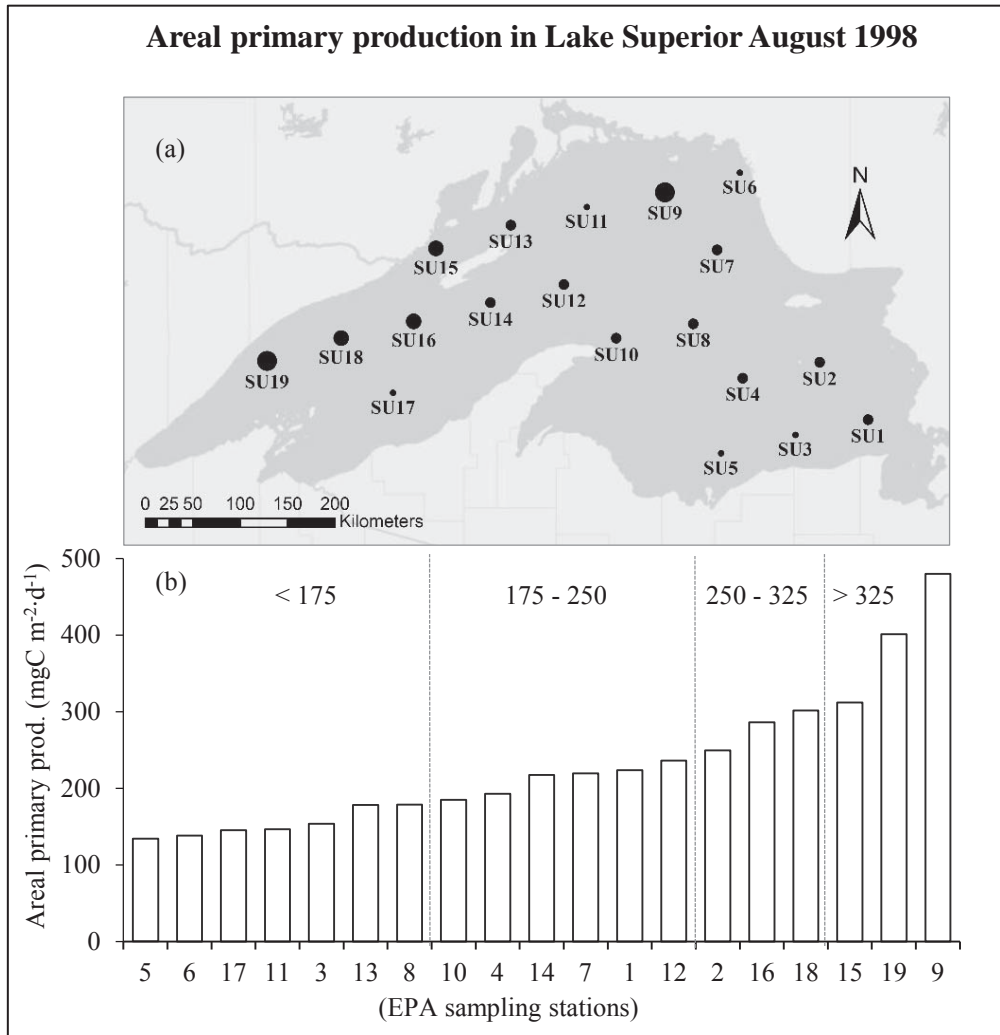 Areal primary production in Lake Superior August 1998
(a)
N
SU6
SU9
SU11
SU13
SU7
SU15
SU12
SU14
SU16
SU8
SU10
SU18
SU2
SU19
SU4
SU17
SU1
SU3
SU5
0 25 50 100 150 200
Kilometers
(b)
< 175 175 - 250 250 - 325 > 325
Areal primary prod. (mgC m⁻²·d⁻¹)
500
400
300
200
100
0
5 6 17 11 3 13 8 10 4 14 7 1 12 2 16 18 15 19 9
(EPA sampling stations)